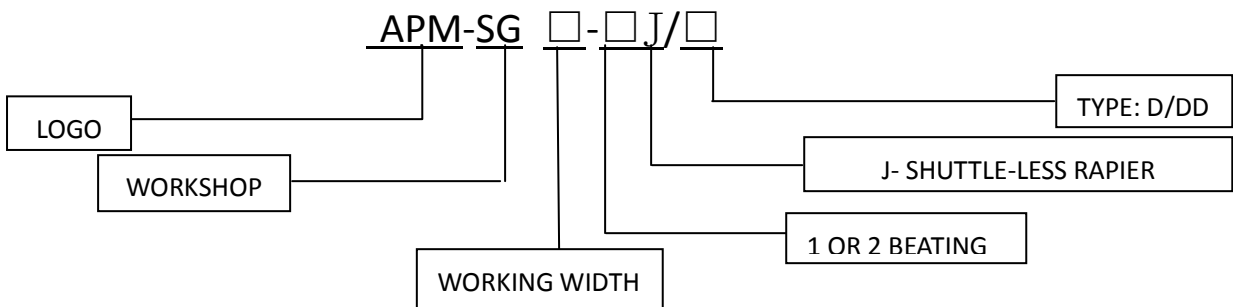 APM-SG □-□J/□
TYPE: D/DD
LOGO
J- SHUTTLE-LESS RAPIER
WORKSHOP
1 OR 2 BEATING
WORKING WIDTH